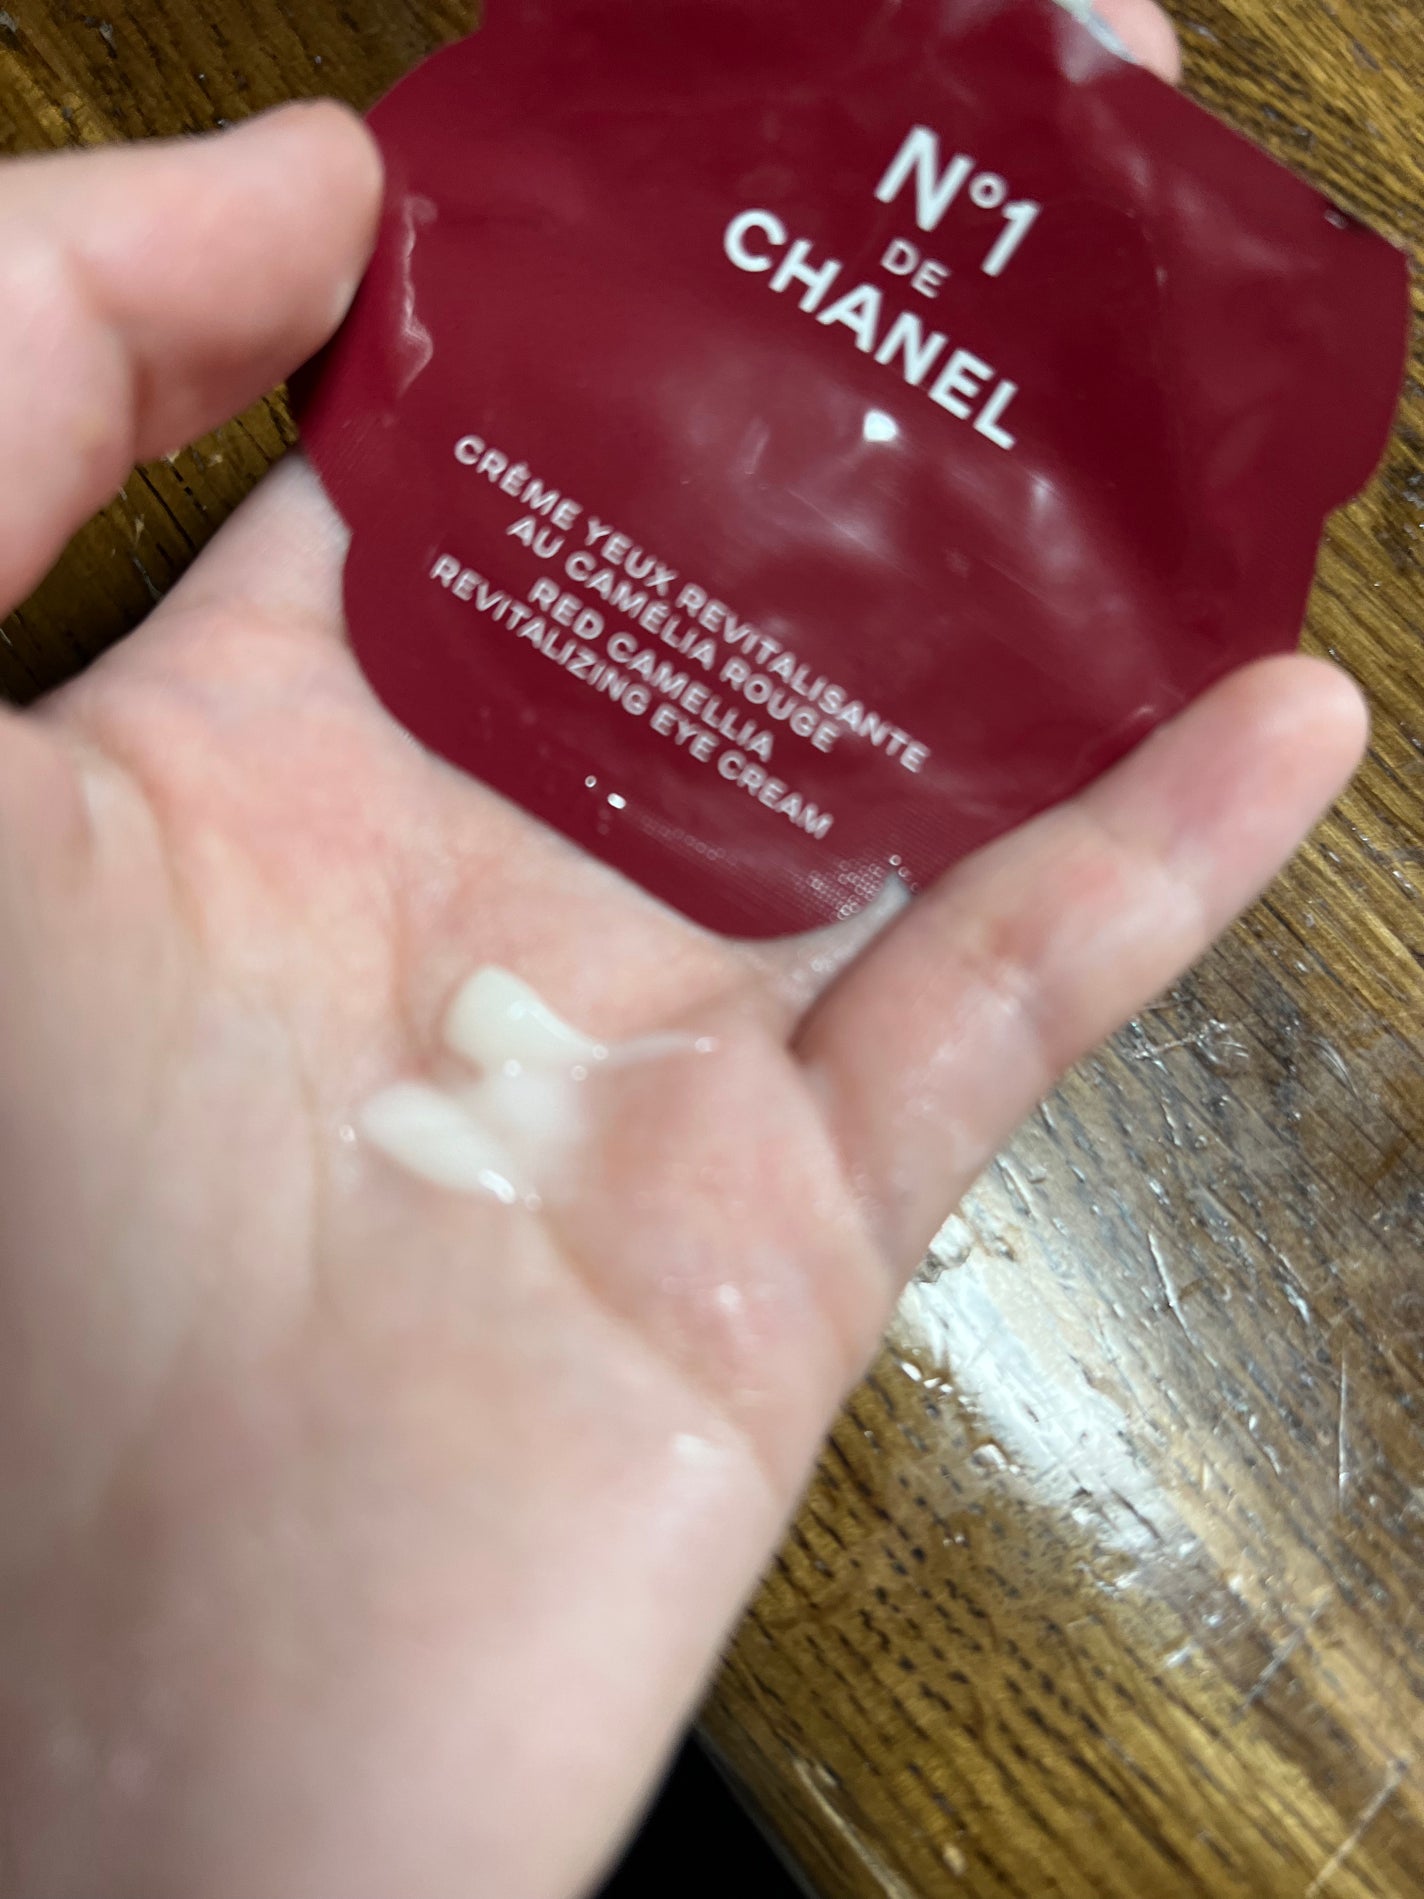 N°1
DE
CHANEL
CRÈME YEUX REVITALISANTE
AU CAMÉLIA ROUGE
RED CAMELLIA
REVITALIZING EYE CREAM